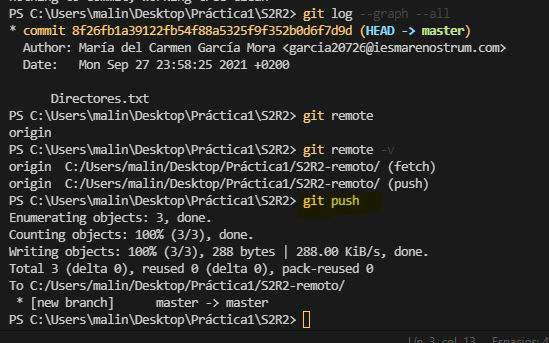 PS C:\Users\malin\Desktop\Práctica1\S2R2> git log --graph --all
* commit 8f26fb1a39122fb54f88a5325f9f352b0d6f7d9d (HEAD -> master)
Author: María del Carmen García Mora <garcia20726@iesmarenostrum.com>
Date: Mon Sep 27 23:58:25 2021 +0200
Directores.txt
PS C:\Users\malin\Desktop\Práctica1\S2R2> git remote
origin
PS C:\Users\malin\Desktop\Práctica1\S2R2> git remote -v
origin C:/Users/malin/Desktop/Práctica1/S2R2-remoto/ (fetch)
origin C:/Users/malin/Desktop/Práctica1/S2R2-remoto/ (push)
PS C:\Users\malin\Desktop\Práctica1\S2R2> git push
Enumerating objects: 3, done.
Counting objects: 100% (3/3), done.
Writing objects: 100% (3/3), 288 bytes | 288.00 KiB/s, done.
Total 3 (delta 0), reused 0 (delta 0), pack-reused 0
To C:/Users/malin/Desktop/Práctica1/S2R2-remoto/
* [new branch] master -> master
PS C:\Users\malin\Desktop\Práctica1\S2R2>